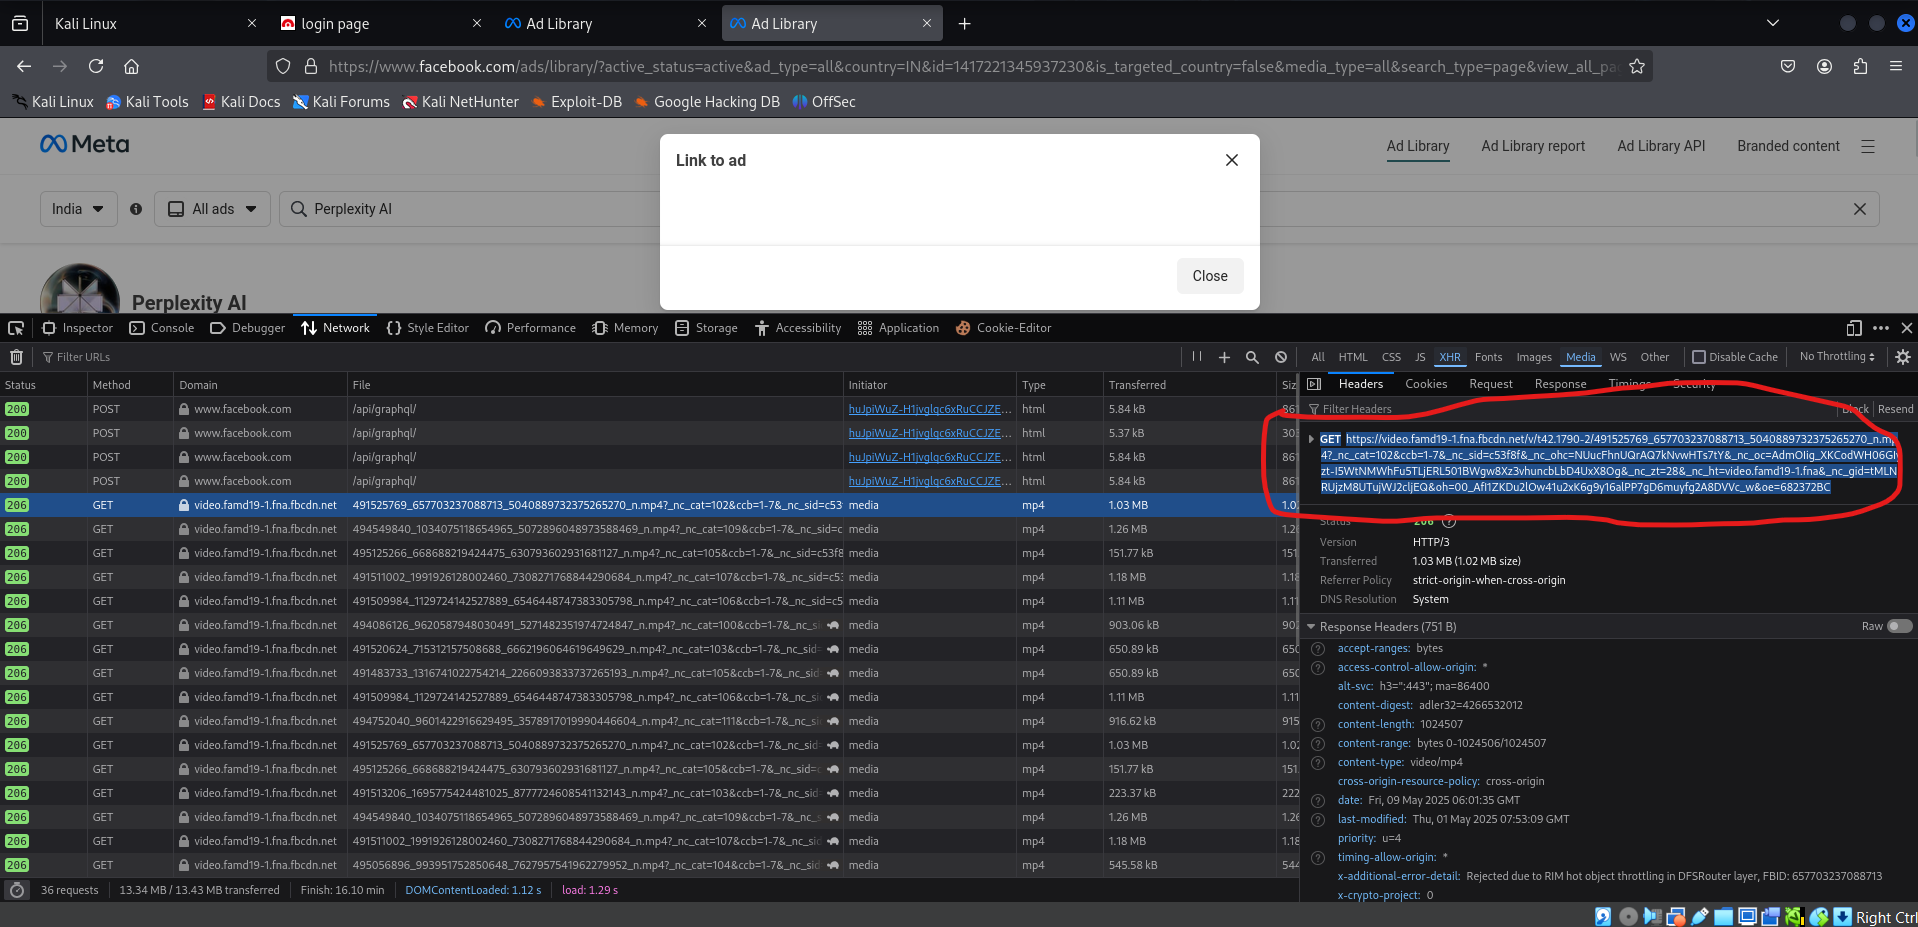 Kali Linux
login page
Ad Library
Ad Library
https://www.facebook.com/ads/library/?active_status=active&ad_type=all&country=IN&id=1417221345937230&is_targeted_country=false&media_type=all&search_type=page&view_all_pa
Kali Linux Kali Tools Kali Docs Kali Forums Kali NetHunter Exploit-DB Google Hacking DB OffSec
Meta
Ad Library Ad Library report Ad Library API Branded content
Link to ad
India All ads Perplexity AI
Close
Perplexity AI
Inspector Console Debugger Network Style Editor Performance Memory Storage Accessibility Application Cookie-Editor
Filter URLs
All HTML CSS JS XHR Fonts Images Media WS Other Disable Cache No Throttling
Status Method Domain File Initiator Type Transferred Siz
200 POST www.facebook.com /api/graphql/ huJpiWuZ-H1jvglqc6xRuCCJZE... html 5.84 kB 861
200 POST www.facebook.com /api/graphql/ huJpiWuZ-H1jvglqc6xRuCCJZE... html 5.37 kB 303
200 POST www.facebook.com /api/graphql/ huJpiWuZ-H1jvglqc6xRuCCJZE... html 5.84 kB 861
200 POST www.facebook.com /api/graphql/ huJpiWuZ-H1jvglqc6xRuCCJZE... html 5.84 kB 861
206 GET video.famd19-1.fna.fbcdn.net 491525769_657703237088713_5040889732375265270_n.mp4?_nc_cat=102&ccb=1-7&_nc_sid=c53 media mp4 1.03 MB 1.02
206 GET video.famd19-1.fna.fbcdn.net 494549840_1034075118654965_5072896048973588469_n.mp4?_nc_cat=109&ccb=1-7&_nc_sid=c media mp4 1.26 MB 1.26
206 GET video.famd19-1.fna.fbcdn.net 495125266_668688219424475_630793602931681127_n.mp4?_nc_cat=105&ccb=1-7&_nc_sid=c53f8 media mp4 151.77 kB 151
206 GET video.famd19-1.fna.fbcdn.net 491511002_1991926128002460_7308271768844290684_n.mp4?_nc_cat=107&ccb=1-7&_nc_sid=c53 media mp4 1.18 MB 1.18
206 GET video.famd19-1.fna.fbcdn.net 491509984_1129724142527889_6546448747383305798_n.mp4?_nc_cat=106&ccb=1-7&_nc_sid=c5 media mp4 1.11 MB 1.11
206 GET video.famd19-1.fna.fbcdn.net 494086126_9620587948030491_5271482351974724847_n.mp4?_nc_cat=100&ccb=1-7&_nc_si media mp4 903.06 kB 902
206 GET video.famd19-1.fna.fbcdn.net 491520624_715312157508688_6662196064619649629_n.mp4?_nc_cat=103&ccb=1-7&_nc_sid= media mp4 650.89 kB 650
206 GET video.famd19-1.fna.fbcdn.net 491483733_1316741022754214_2266093833737265193_n.mp4?_nc_cat=105&ccb=1-7&_nc_sid media mp4 650.89 kB 650
206 GET video.famd19-1.fna.fbcdn.net 491509984_1129724142527889_6546448747383305798_n.mp4?_nc_cat=106&ccb=1-7&_nc_si media mp4 1.11 MB 1.11
206 GET video.famd19-1.fna.fbcdn.net 494752040_9601422916629495_3578917019990446604_n.mp4?_nc_cat=111&ccb=1-7&_nc_sid media mp4 916.62 kB 915
206 GET video.famd19-1.fna.fbcdn.net 491525769_657703237088713_5040889732375265270_n.mp4?_nc_cat=102&ccb=1-7&_nc_sid= media mp4 1.03 MB 1.02
206 GET video.famd19-1.fna.fbcdn.net 495125266_668688219424475_630793602931681127_n.mp4?_nc_cat=105&ccb=1-7&_nc_sid=c media mp4 151.77 kB 151.
206 GET video.famd19-1.fna.fbcdn.net 491513206_1695775424481025_8777724608541132143_n.mp4?_nc_cat=103&ccb=1-7&_nc_sid= media mp4 223.37 kB 222
206 GET video.famd19-1.fna.fbcdn.net 494549840_1034075118654965_5072896048973588469_n.mp4?_nc_cat=109&ccb=1-7&_nc_s media mp4 1.26 MB 1.26
206 GET video.famd19-1.fna.fbcdn.net 491511002_1991926128002460_7308271768844290684_n.mp4?_nc_cat=107&ccb=1-7&_nc_sid media mp4 1.18 MB 1.18
206 GET video.famd19-1.fna.fbcdn.net 495056896_993951752850648_7627957541962279952_n.mp4?_nc_cat=104&ccb=1-7&_nc_sid media mp4 545.58 kB 544
36 requests 13.34 MB / 13.43 MB transferred Finish: 16.10 min DOMContentLoaded: 1.12 s load: 1.29 s
Headers Cookies Request Response Timings Security
Filter Headers Block Resend
GET https://video.famd19-1.fna.fbcdn.net/v/t42.1790-2/491525769_657703237088713_5040889732375265270_n.mp
4?_nc_cat=102&ccb=1-7&_nc_sid=c53f8f&_nc_ohc=NUucFhnUQrAQ7kNvwHTs7tY&_nc_oc=AdmOlig_XKCodWH06Gl
zt-I5WtNMWhFu5TLjERL501BWgw8Xz3vhuncbLbD4UxX8Og&_nc_zt=28&_nc_ht=video.famd19-1.fna&_nc_gid=tMLN
RUjzM8UTujWJ2cljEQ&oh=00_AfI1ZKDu2lOw41u2xK6g9y16alPP7gD6muyfg2A8DVVc_w&oe=682372BC
Status 206
Version HTTP/3
Transferred 1.03 MB (1.02 MB size)
Referrer Policy strict-origin-when-cross-origin
DNS Resolution System
Response Headers (751 B) Raw
accept-ranges: bytes
access-control-allow-origin: *
alt-svc: h3=":443"; ma=86400
content-digest: adler32=4266532012
content-length: 1024507
content-range: bytes 0-1024506/1024507
content-type: video/mp4
cross-origin-resource-policy: cross-origin
date: Fri, 09 May 2025 06:01:35 GMT
last-modified: Thu, 01 May 2025 07:53:09 GMT
priority: u=4
timing-allow-origin: *
x-additional-error-detail: Rejected due to RIM hot object throttling in DFSRouter layer, FBID: 657703237088713
x-crypto-project: 0
Right Ctrl